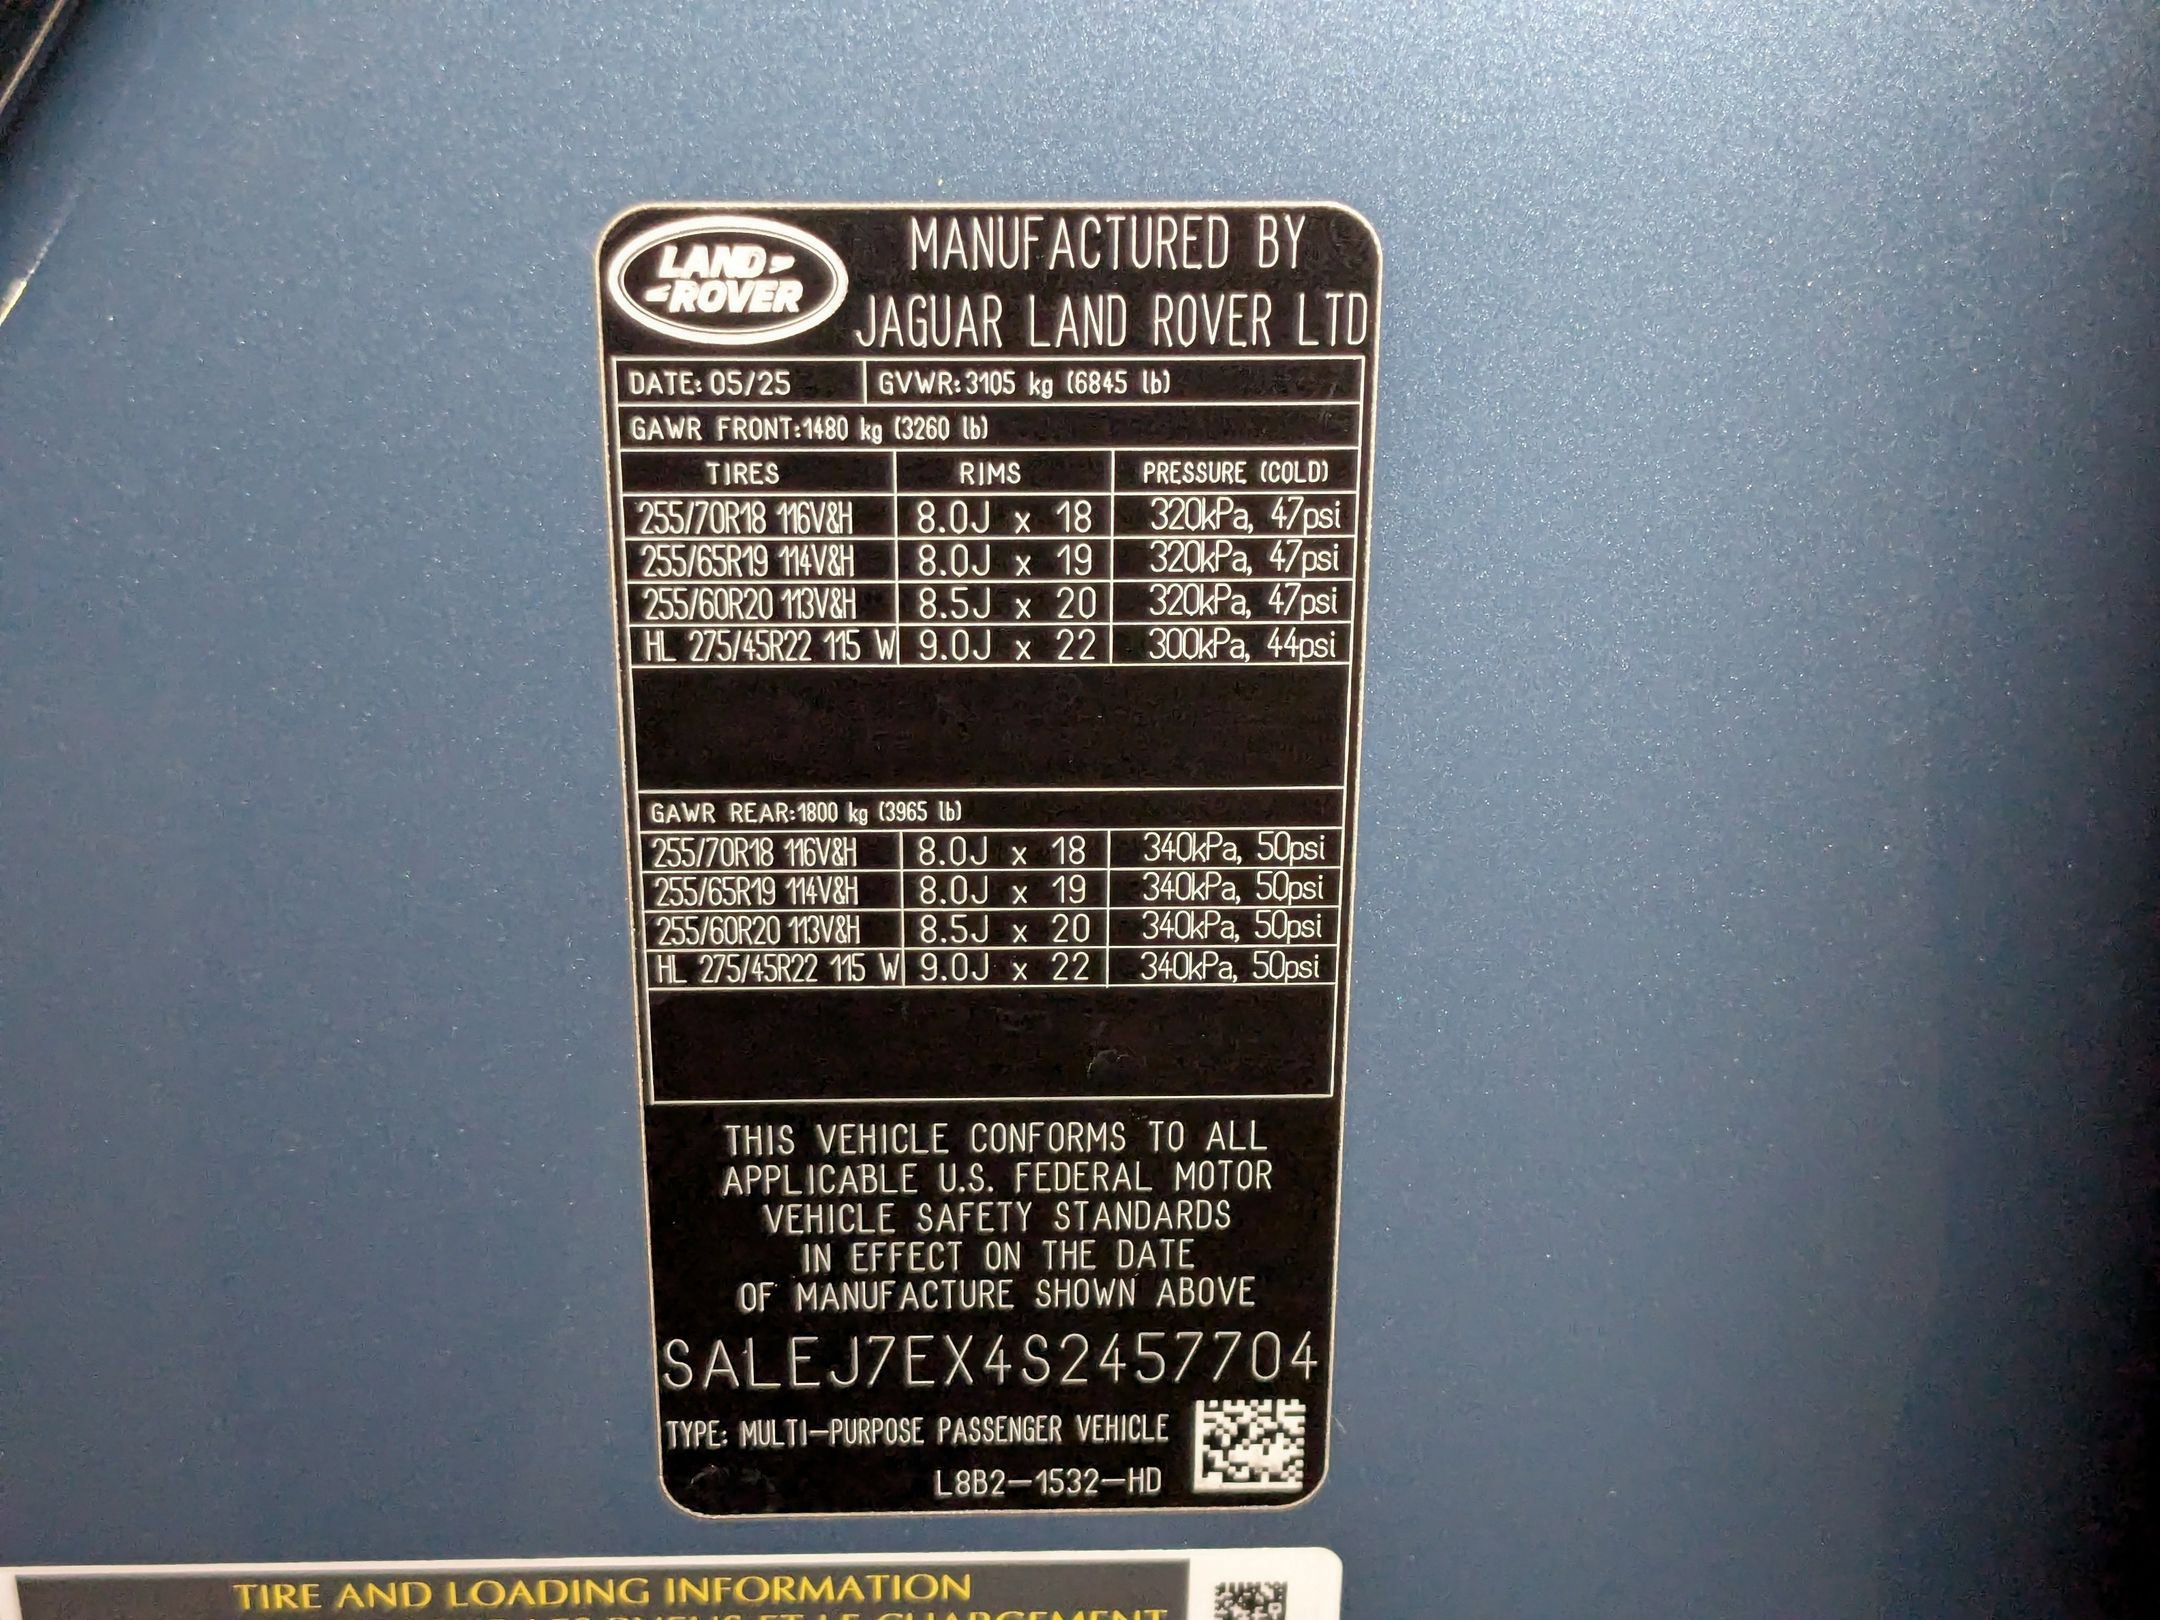 LAND
ROVER
MANUFACTURED BY
JAGUAR LAND ROVER LTD
DATE: 05/25 GVWR: 3105 kg (6845 lb)
GAWR FRONT: 1480 kg (3260 lb)
TIRES RIMS PRESSURE (COLD)
255/70R18 116V&H 8.0J x 18 320kPa, 47psi
255/65R19 114V&H 8.0J x 19 320kPa, 47psi
255/60R20 113V&H 8.5J x 20 320kPa, 47psi
HL 275/45R22 115 W 9.0J x 22 300kPa, 44psi
GAWR REAR: 1800 kg (3965 lb)
255/70R18 116V&H 8.0J x 18 340kPa, 50psi
255/65R19 114V&H 8.0J x 19 340kPa, 50psi
255/60R20 113V&H 8.5J x 20 340kPa, 50psi
HL 275/45R22 115 W 9.0J x 22 340kPa, 50psi
THIS VEHICLE CONFORMS TO ALL
APPLICABLE U.S. FEDERAL MOTOR
VEHICLE SAFETY STANDARDS
IN EFFECT ON THE DATE
OF MANUFACTURE SHOWN ABOVE
SALEJ7EX4S2457704
TYPE: MULTI-PURPOSE PASSENGER VEHICLE
L8B2-1532-HD
TIRE AND LOADING INFORMATION
ET LE CHARGEMENT